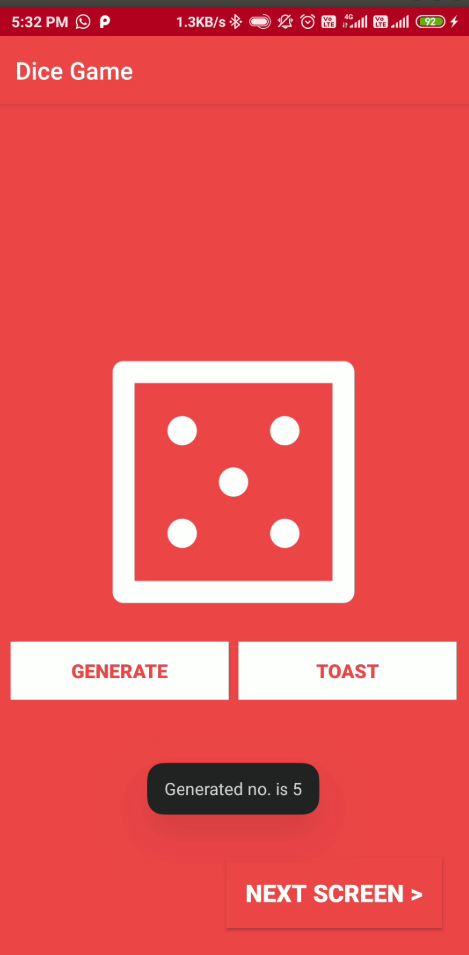 5:32 PM 1.3KB/s Vo LTE 4G Vo LTE 92
Dice Game
GENERATE TOAST
Generated no. is 5
NEXT SCREEN >